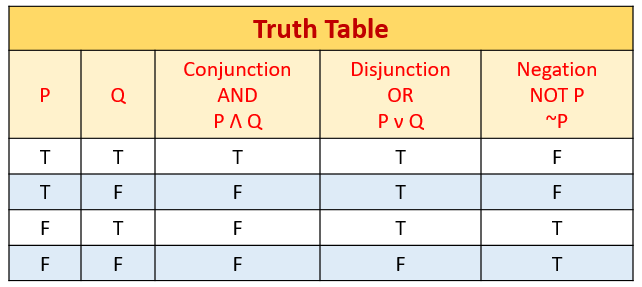 Truth Table
P Q Conjunction AND P Λ Q Disjunction OR P ν Q Negation NOT P ~P
T T T T F
T F F T F
F T F T T
F F F F T